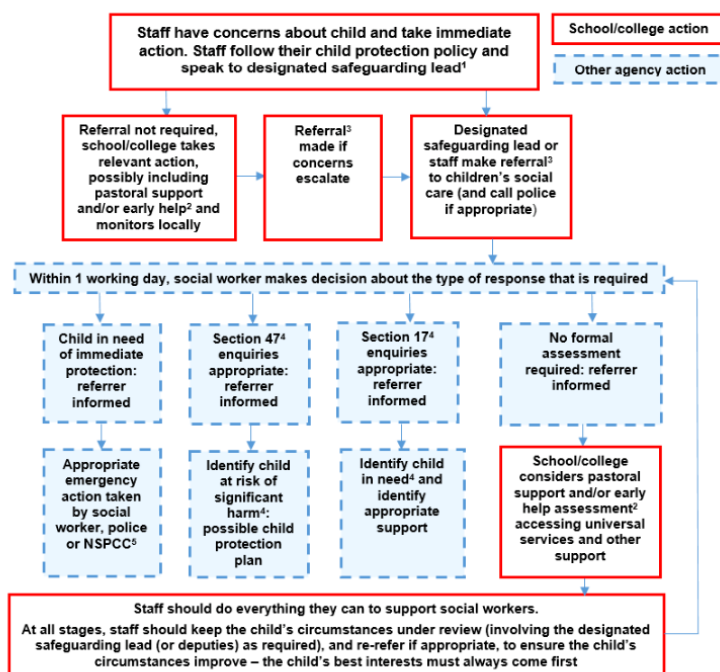 Staff have concerns about child and take immediate
action. Staff follow their child protection policy and
speak to designated safeguarding lead¹
School/college action
Other agency action
Referral not required,
school/college takes
relevant action,
possibly including
pastoral support
and/or early help² and
monitors locally
Referral³
made if
concerns
escalate
Designated
safeguarding lead or
staff make referral³
to children's social
care (and call police
if appropriate)
Within 1 working day, social worker makes decision about the type of response that is required
Child in need
of immediate
protection:
referrer
informed
Section 47⁴
enquiries
appropriate:
referrer
informed
Section 17⁴
enquiries
appropriate:
referrer
informed
No formal
assessment
required: referrer
informed
Appropriate
emergency
action taken
by social
worker, police
or NSPCC⁵
Identify child
at risk of
significant
harm⁴:
possible child
protection
plan
Identify child
in need⁴ and
identify
appropriate
support
School/college
considers pastoral
support and/or early
help assessment²
accessing universal
services and other
support
Staff should do everything they can to support social workers.
At all stages, staff should keep the child's circumstances under review (involving the designated
safeguarding lead (or deputies) as required), and re-refer if appropriate, to ensure the child's
circumstances improve – the child's best interests must always come first